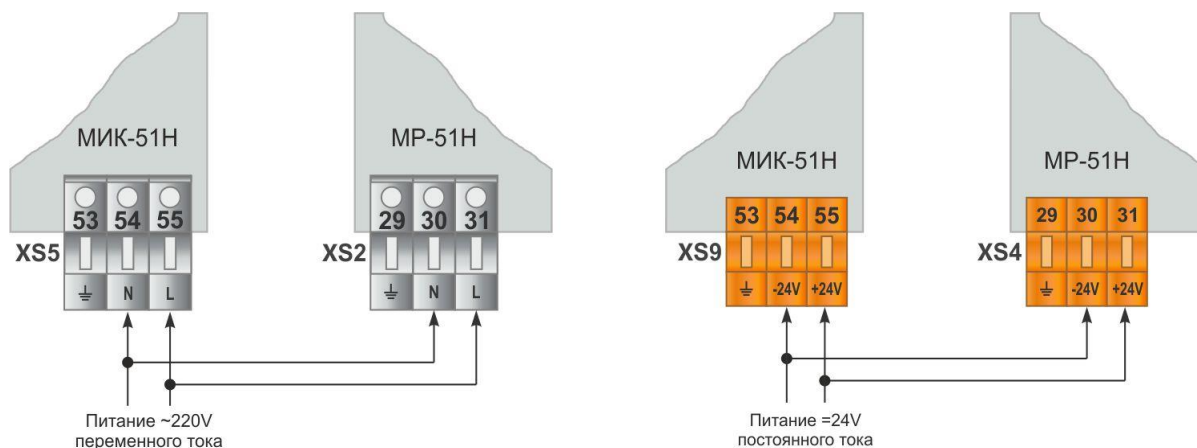 МИК-51Н
МР-51Н
53 54 55
29 30 31
XS5
XS2
N L
N L
Питание ~220V
переменного тока
МИК-51Н
МР-51Н
53 54 55
29 30 31
XS9
XS4
-24V +24V
-24V +24V
Питание =24V
постоянного тока